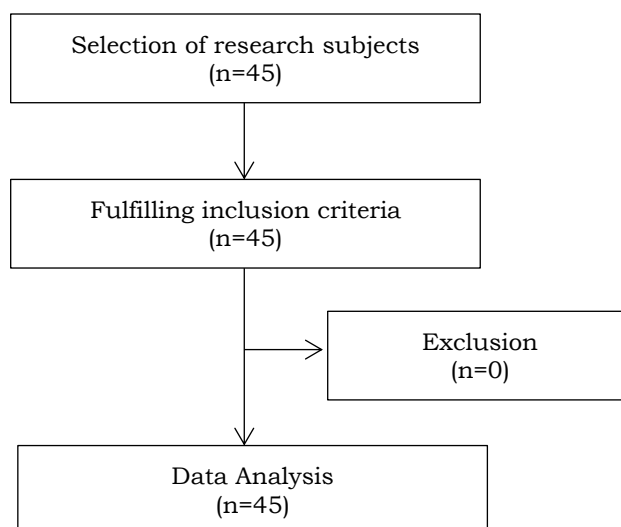 Selection of research subjects
(n=45)
Fulfilling inclusion criteria
(n=45)
Exclusion
(n=0)
Data Analysis
(n=45)